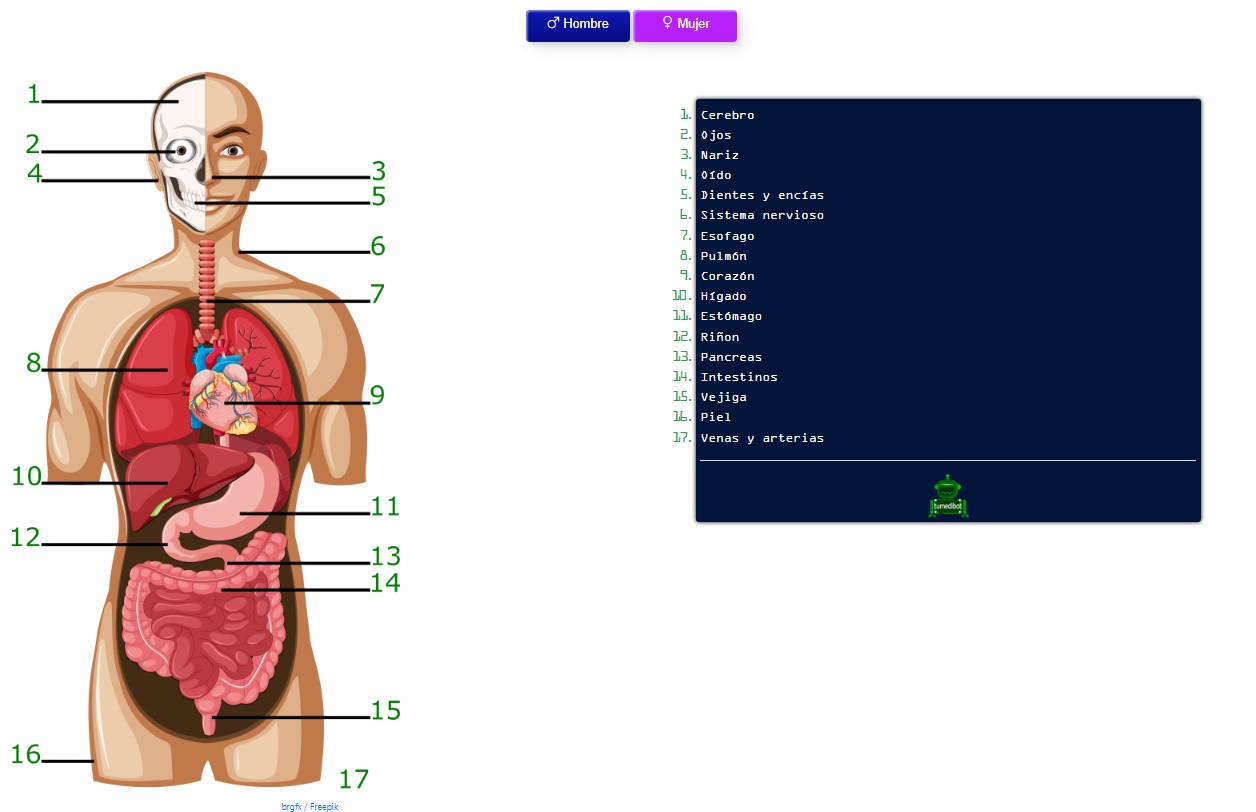 ♂ Hombre
♀ Mujer
1
2
4
3
5
6
7
8
9
10
11
12
13
14
15
16
17
brgfx / Freepik
1. Cerebro
2. Ojos
3. Nariz
4. Oído
5. Dientes y encías
6. Sistema nervioso
7. Esofago
8. Pulmón
9. Corazón
10. Hígado
11. Estómago
12. Riñon
13. Pancreas
14. Intestinos
15. Vejiga
16. Piel
17. Venas y arterias
tumedibot